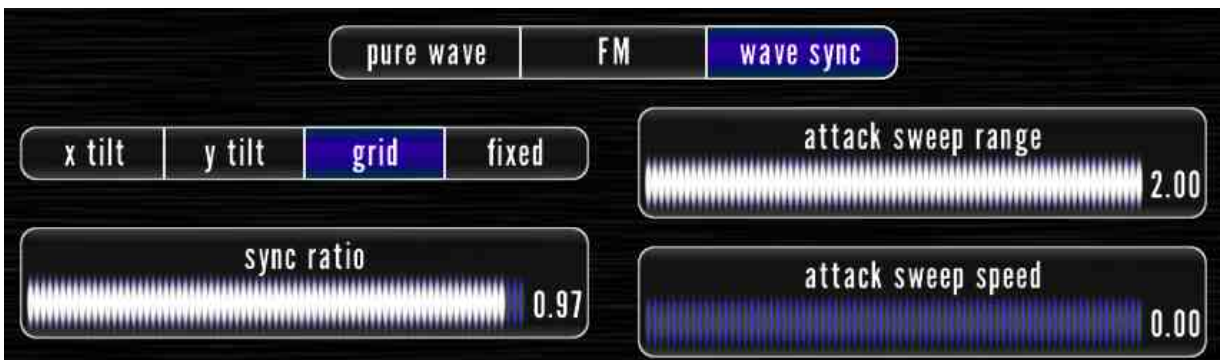 pure wave FM wave sync
x tilt y tilt grid fixed
sync ratio
0.97
attack sweep range
2.00
attack sweep speed
0.00